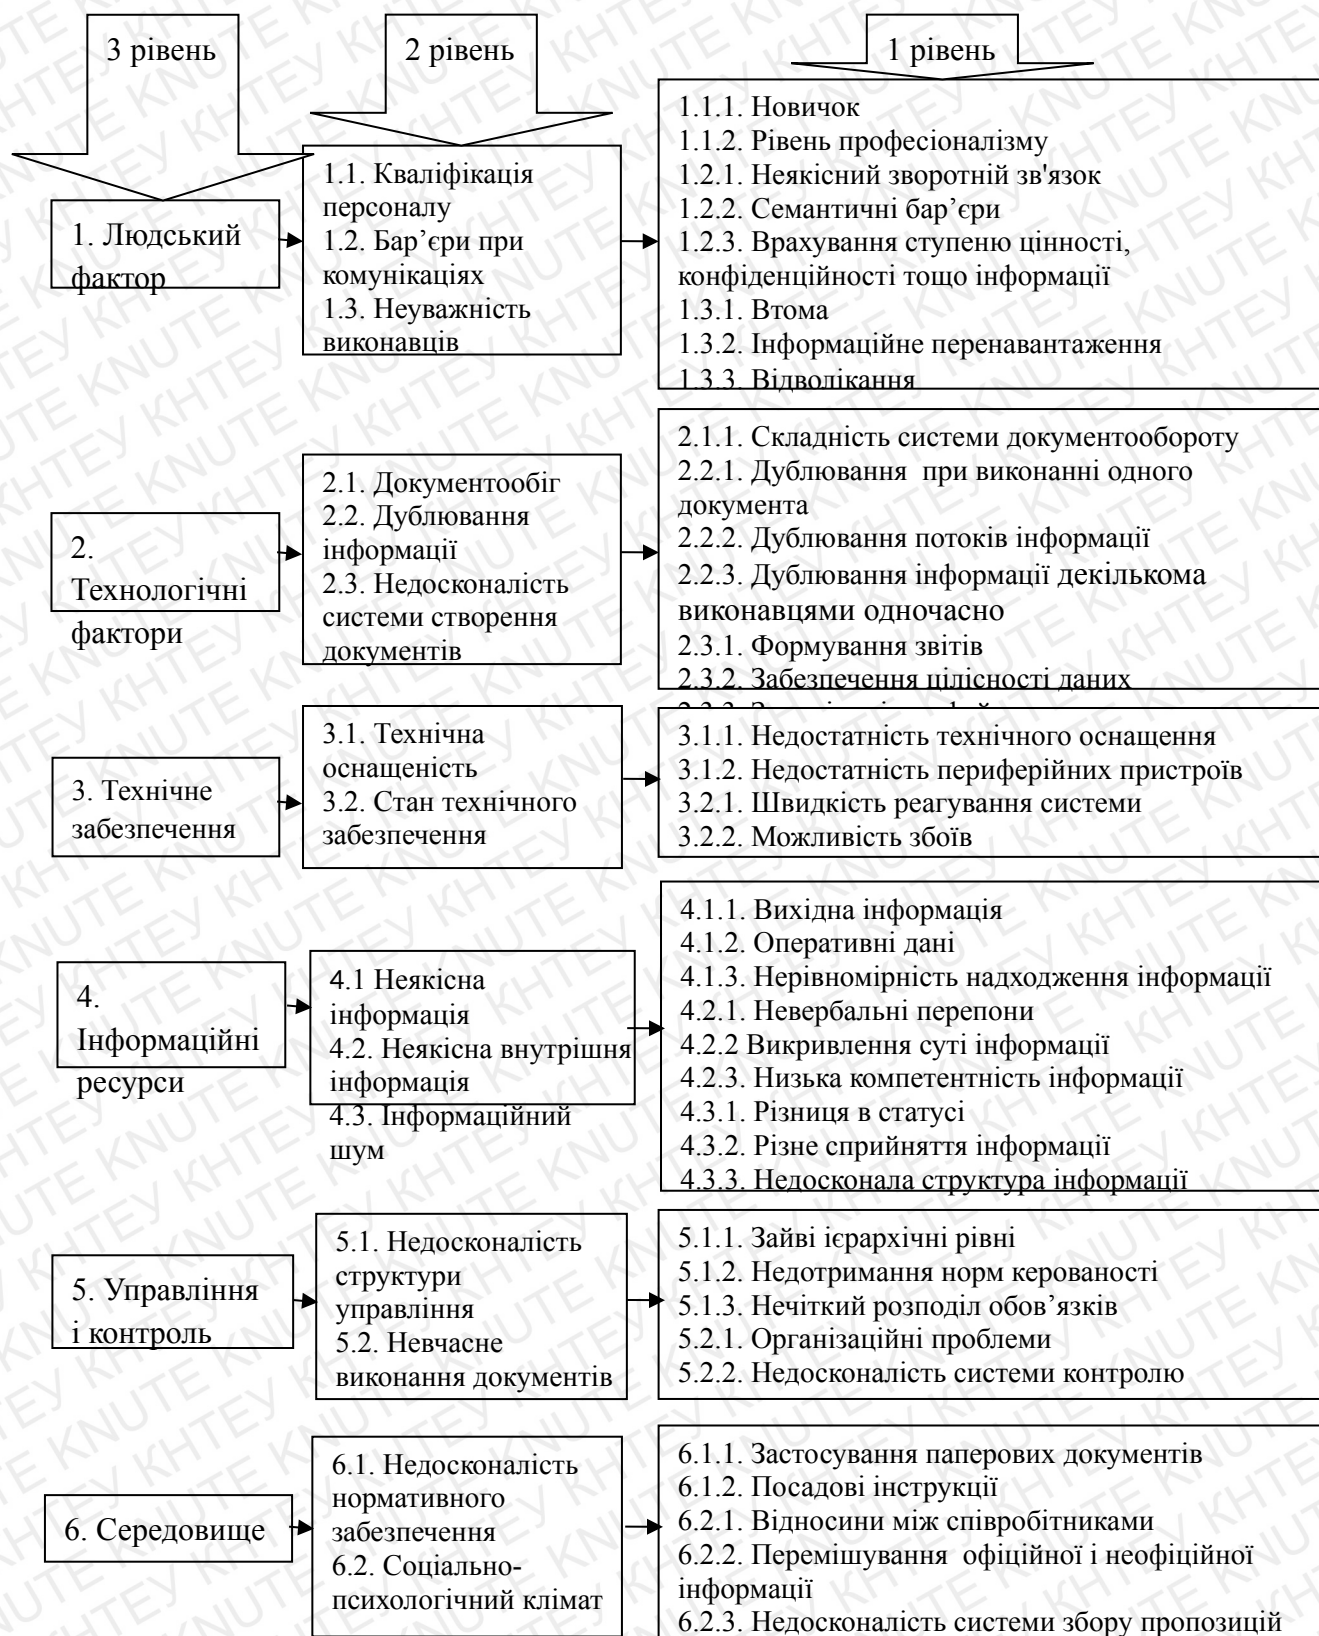 3 рівень
2 рівень
1 рівень
1. Людський
фактор
1.1. Кваліфікація
персоналу
1.2. Бар’єри при
комунікаціях
1.3. Неуважність
виконавців
1.1.1. Новичок
1.1.2. Рівень професіоналізму
1.2.1. Неякісний зворотній зв'язок
1.2.2. Семантичні бар’єри
1.2.3. Врахування ступеню цінності,
конфіденційності тощо інформації
1.3.1. Втома
1.3.2. Інформаційне перенавантаження
1.3.3. Відволікання
2.
Технологічні
фактори
2.1. Документообіг
2.2. Дублювання
інформації
2.3. Недосконалість
системи створення
документів
2.1.1. Складність системи документообороту
2.2.1. Дублювання  при виконанні одного
документа
2.2.2. Дублювання потоків інформації
2.2.3. Дублювання інформації декількома
виконавцями одночасно
2.3.1. Формування звітів
2.3.2. Забезпечення цілісності даних
3. Технічне
забезпечення
3.1. Технічна
оснащеність
3.2. Стан технічного
забезпечення
3.1.1. Недостатність технічного оснащення
3.1.2. Недостатність периферійних пристроїв
3.2.1. Швидкість реагування системи
3.2.2. Можливість збоїв
4.
Інформаційні
ресурси
4.1 Неякісна
інформація
4.2. Неякісна внутрішня
інформація
4.3. Інформаційний
шум
4.1.1. Вихідна інформація
4.1.2. Оперативні дані
4.1.3. Нерівномірність надходження інформації
4.2.1. Невербальні перепони
4.2.2 Викривлення суті інформації
4.2.3. Низька компетентність інформації
4.3.1. Різниця в статусі
4.3.2. Різне сприйняття інформації
4.3.3. Недосконала структура інформації
5. Управління
і контроль
5.1. Недосконалість
структури
управління
5.2. Невчасне
виконання документів
5.1.1. Зайві ієрархічні рівні
5.1.2. Недотримання норм керованості
5.1.3. Нечіткий розподіл обов’язків
5.2.1. Організаційні проблеми
5.2.2. Недосконалість системи контролю
6. Середовище
6.1. Недосконалість
нормативного
забезпечення
6.2. Соціально-
психологічний клімат
6.1.1. Застосування паперових документів
6.1.2. Посадові інструкції
6.2.1. Відносини між співробітниками
6.2.2. Перемішування  офіційної і неофіційної
інформації
6.2.3. Недосконалість системи збору пропозицій